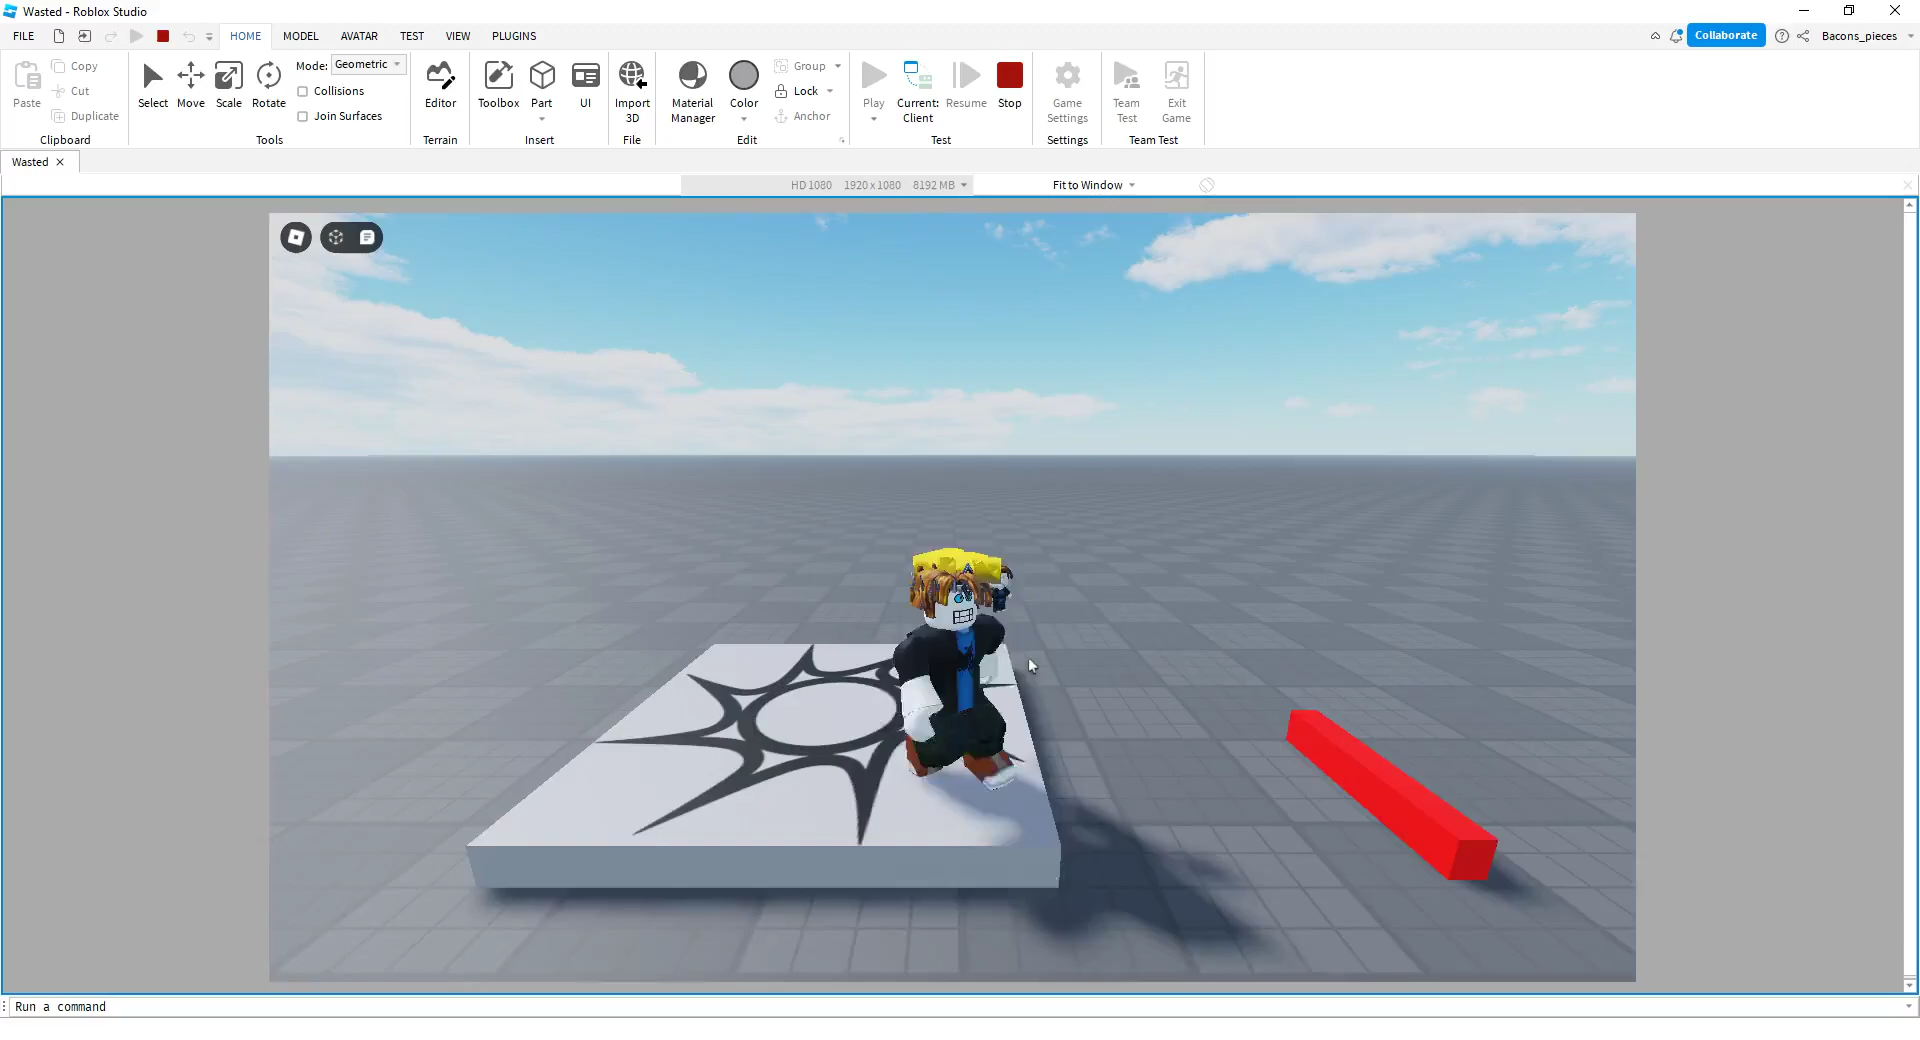 Wasted - Roblox Studio
FILE HOME MODEL AVATAR TEST VIEW PLUGINS Collaborate Bacons_pieces
Paste Copy Cut Duplicate Clipboard
Select Move Scale Rotate Mode: Geometric Collisions Join Surfaces Tools
Editor Terrain
Toolbox Part UI Insert
Import 3D File
Material Manager Color Group Lock Anchor Edit
Play Current: Client Resume Stop Test
Game Settings Settings
Team Test Exit Game Team Test
Wasted
HD 1080 1920 x 1080 8192 MB Fit to Window
Run a command